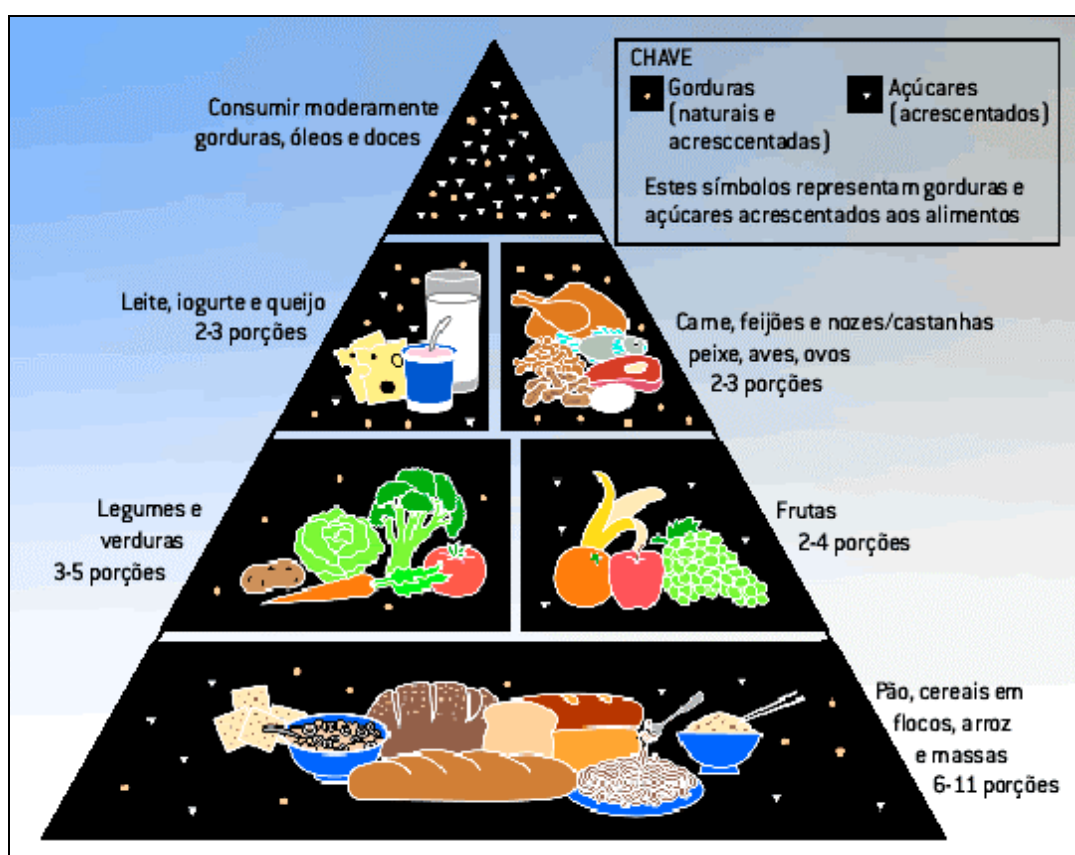 CHAVE
Gorduras
(naturais e
acresccentadas)
Açúcares
(acrescentados)
Estes símbolos representam gorduras e
açúcares acrescentados aos alimentos
Consumir moderamente
gorduras, óleos e doces
Leite, iogurte e queijo
2-3 porções
Carne, feijões e nozes/castanhas
peixe, aves, ovos
2-3 porções
Legumes e
verduras
3-5 porções
Frutas
2-4 porções
Pão, cereais em
flocos, arroz
e massas
6-11 porções